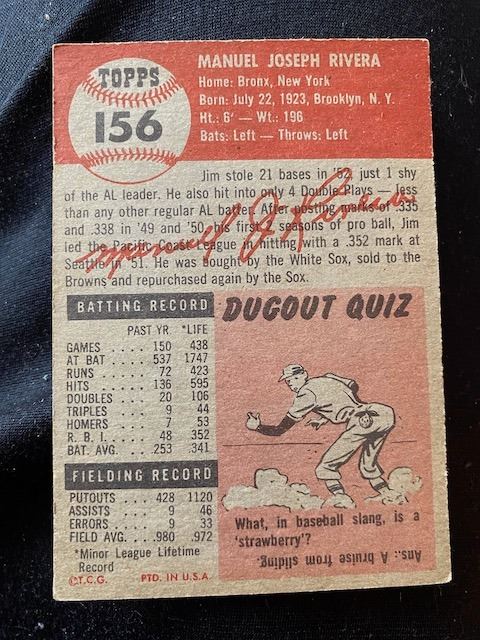 TOPPS
156
MANUEL JOSEPH RIVERA
Home: Bronx, New York
Born: July 22, 1923, Brooklyn, N. Y.
Ht.: 6' — Wt.: 196
Bats: Left — Throws: Left
Jim stole 21 bases in '52, just 1 shy
of the AL leader. He also hit into only 4 Double Plays — less
than any other regular AL batter. After posting marks of .335
and .338 in '49 and '50, his first 2 seasons of pro ball, Jim
led the Pacific Coast League in hitting with a .352 mark at
Seattle in '51. He was bought by the White Sox, sold to the
Browns and repurchased again by the Sox.
Manuel J Rivera
BATTING RECORD
PAST YR. *LIFE
GAMES .... 150 438
AT BAT .... 537 1747
RUNS .... 72 423
HITS .... 136 595
DOUBLES .. 20 106
TRIPLES ... 9 44
HOMERS ... 7 53
R. B. I. .... 48 352
BAT. AVG. .. .253 .341
FIELDING RECORD
PUTOUTS ... 428 1120
ASSISTS ... 9 46
ERRORS .... 9 33
FIELD AVG. .. .980 .972
*Minor League Lifetime
Record
©T.C.G. PTD. IN U.S.A.
DUGOUT QUIZ
What, in baseball slang, is a
'strawberry'?
Ans.: A bruise from sliding.